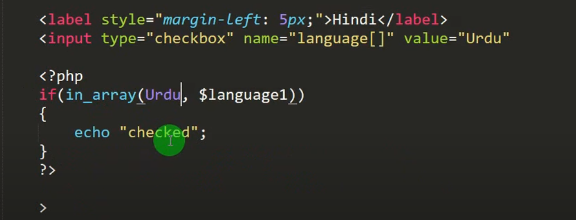 <label style="margin-left: 5px;">Hindi</label>
<input type="checkbox" name="language[]" value="Urdu"
<?php
if(in_array(Urdu, $language1))
{
echo "checked";
}
?>
>